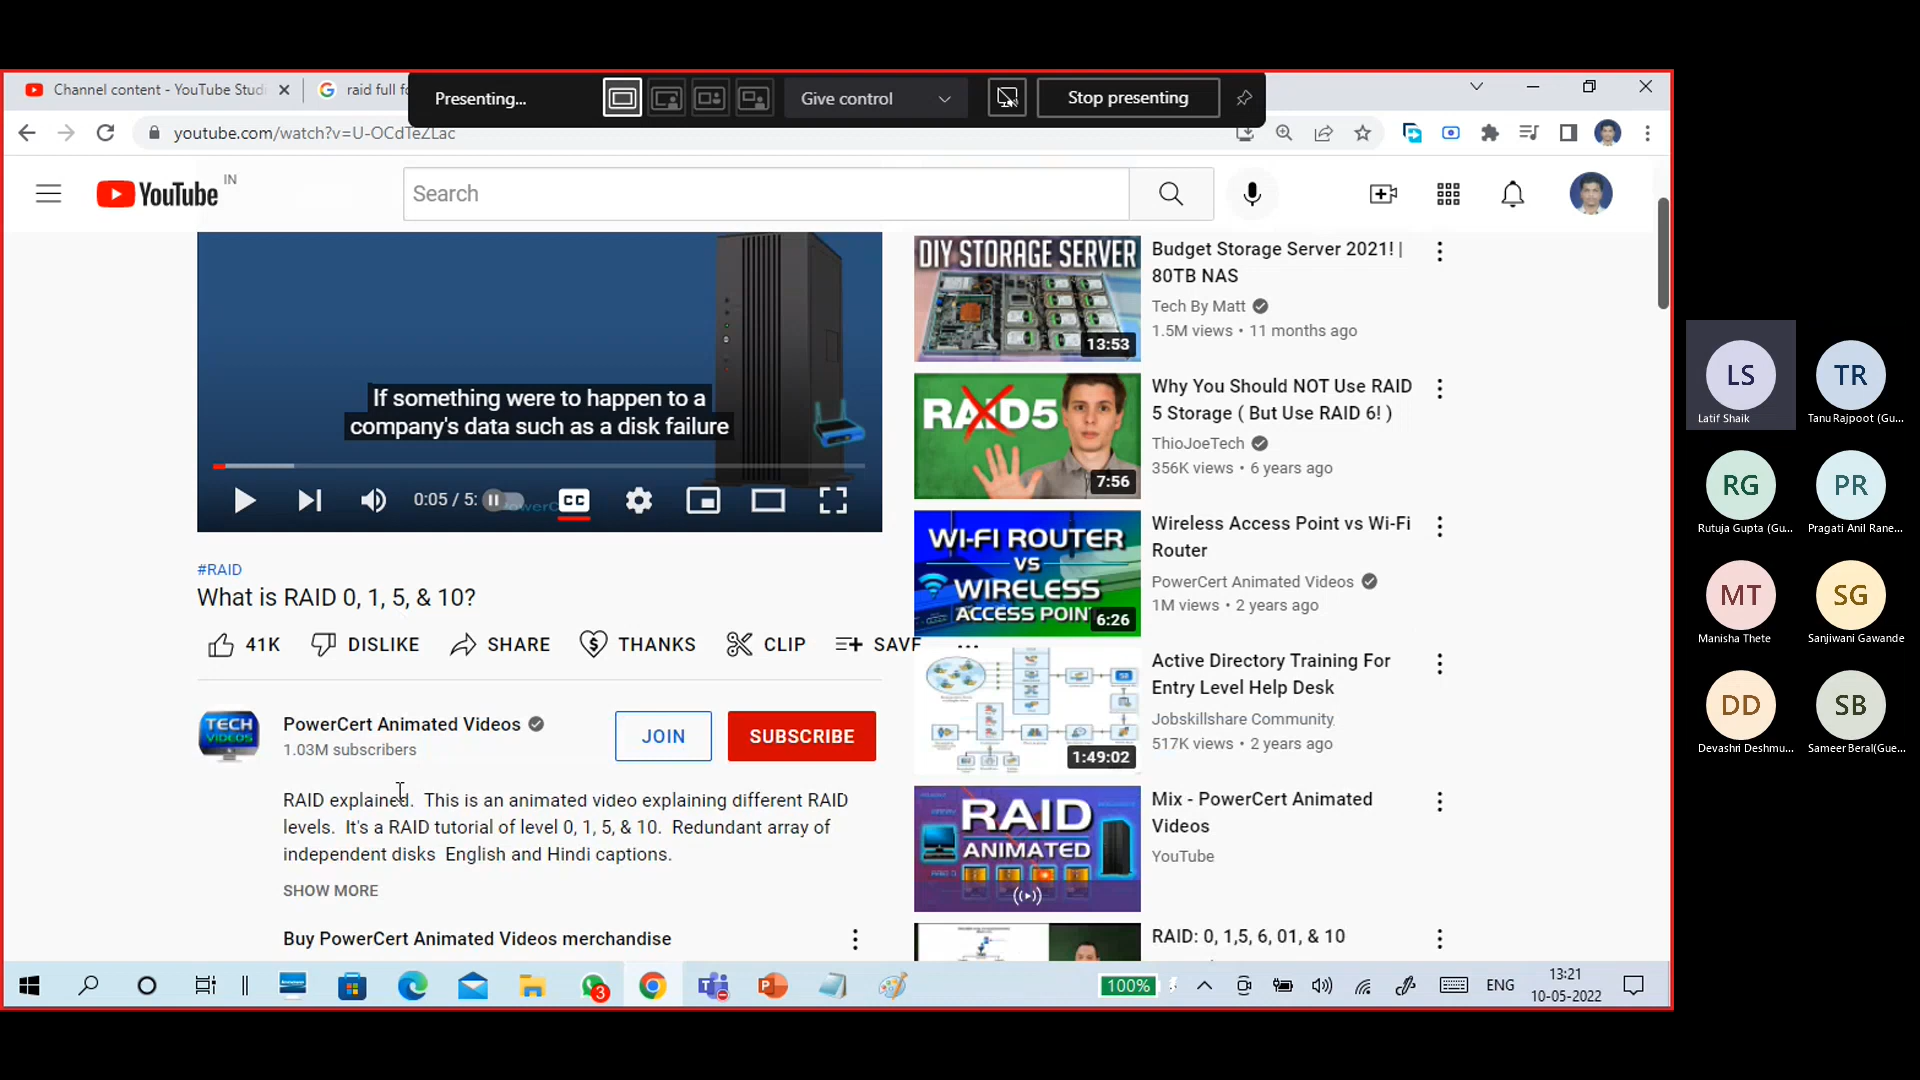 Channel content - YouTube Studi
raid full fo
Presenting...
Give control
Stop presenting
youtube.com/watch?v=U-OCdTeZLac
YouTube IN
Search
If something were to happen to a
company's data such as a disk failure
0:05 / 5:
CC
#RAID
What is RAID 0, 1, 5, & 10?
41K
DISLIKE
SHARE
THANKS
CLIP
SAVE
TECH
VIDEOS
PowerCert Animated Videos
1.03M subscribers
JOIN
SUBSCRIBE
RAID explained.  This is an animated video explaining different RAID
levels.  It's a RAID tutorial of level 0, 1, 5, & 10.  Redundant array of
independent disks  English and Hindi captions.
SHOW MORE
Buy PowerCert Animated Videos merchandise
DIY STORAGE SERVER
13:53
Budget Storage Server 2021! |
80TB NAS
Tech By Matt
1.5M views • 11 months ago
RAID5
7:56
Why You Should NOT Use RAID
5 Storage ( But Use RAID 6! )
ThioJoeTech
356K views • 6 years ago
WI-FI ROUTER
VS
WIRELESS
ACCESS POIN
6:26
Wireless Access Point vs Wi-Fi
Router
PowerCert Animated Videos
1M views • 2 years ago
1:49:02
Active Directory Training For
Entry Level Help Desk
Jobskillshare Community
517K views • 2 years ago
RAID
ANIMATED
Mix - PowerCert Animated
Videos
YouTube
RAID: 0, 1,5, 6, 01, & 10
LS
Latif Shaik
TR
Tanu Rajpoot (Gu...
RG
Rutuja Gupta (Gu...
PR
Pragati Anil Rane...
MT
Manisha Thete
SG
Sanjiwani Gawande
DD
Devashri Deshmu...
SB
Sameer Beral(Gue...
3
100%
ENG
13:21
10-05-2022